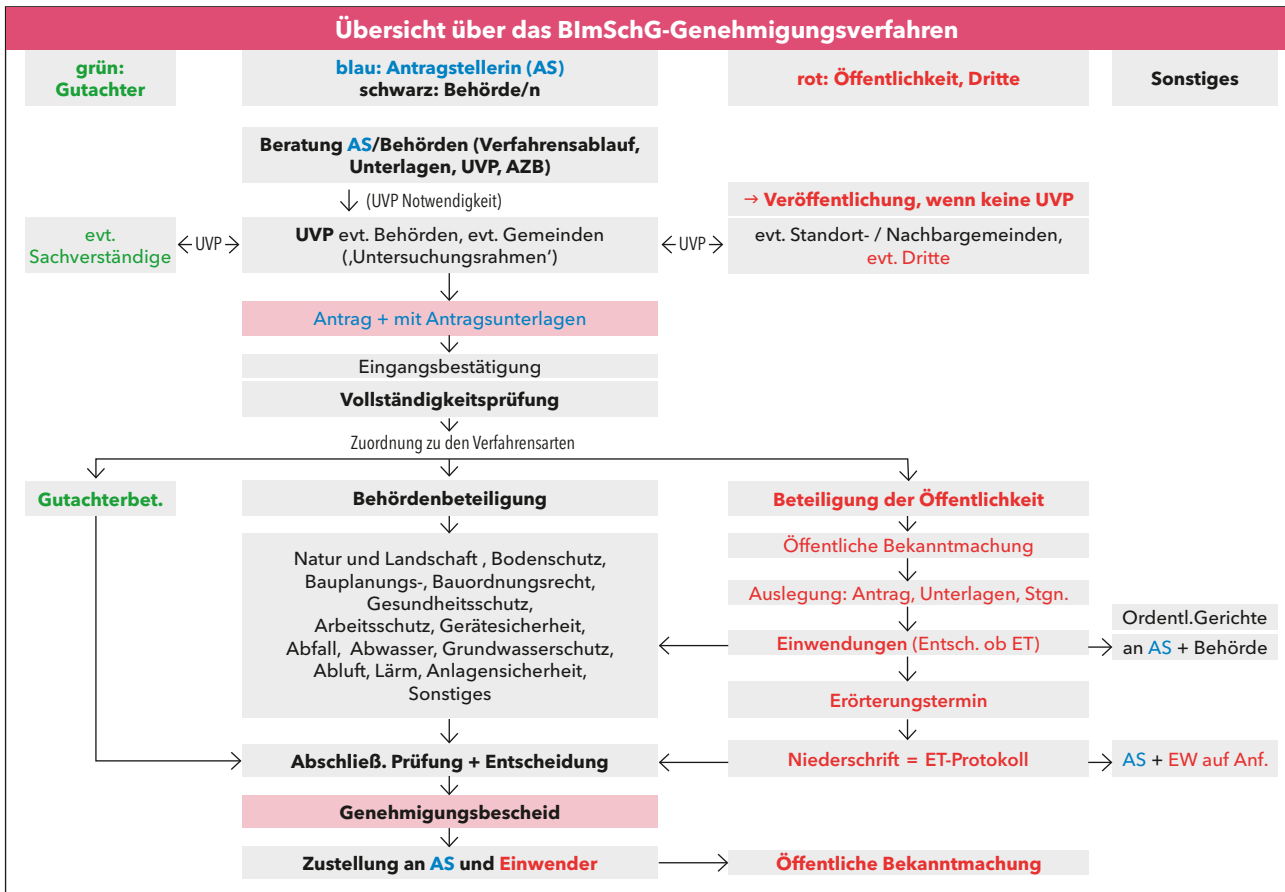 Übersicht über das BImSchG-Genehmigungsverfahren
grün:
Gutachter
blau: Antragstellerin (AS)
schwarz: Behörde/n
rot: Öffentlichkeit, Dritte
Sonstiges
Beratung AS/Behörden (Verfahrensablauf,
Unterlagen, UVP, AZB)
(UVP Notwendigkeit)
→ Veröffentlichung, wenn keine UVP
evt.
Sachverständige
UVP
UVP evt. Behörden, evt. Gemeinden
(‚Untersuchungsrahmen‘)
UVP
evt. Standort- / Nachbargemeinden,
evt. Dritte
Antrag + mit Antragsunterlagen
Eingangsbestätigung
Vollständigkeitsprüfung
Zuordnung zu den Verfahrensarten
Gutachterbet.
Behördenbeteiligung
Beteiligung der Öffentlichkeit
Natur und Landschaft , Bodenschutz,
Bauplanungs-, Bauordnungsrecht,
Gesundheitsschutz,
Arbeitsschutz, Gerätesicherheit,
Abfall, Abwasser, Grundwasserschutz,
Abluft, Lärm, Anlagensicherheit,
Sonstiges
Öffentliche Bekanntmachung
Auslegung: Antrag, Unterlagen, Stgn.
Einwendungen (Entsch. ob ET)
Ordentl.Gerichte
an AS + Behörde
Erörterungstermin
Abschließ. Prüfung + Entscheidung
Niederschrift = ET-Protokoll
AS + EW auf Anf.
Genehmigungsbescheid
Zustellung an AS und Einwender
Öffentliche Bekanntmachung